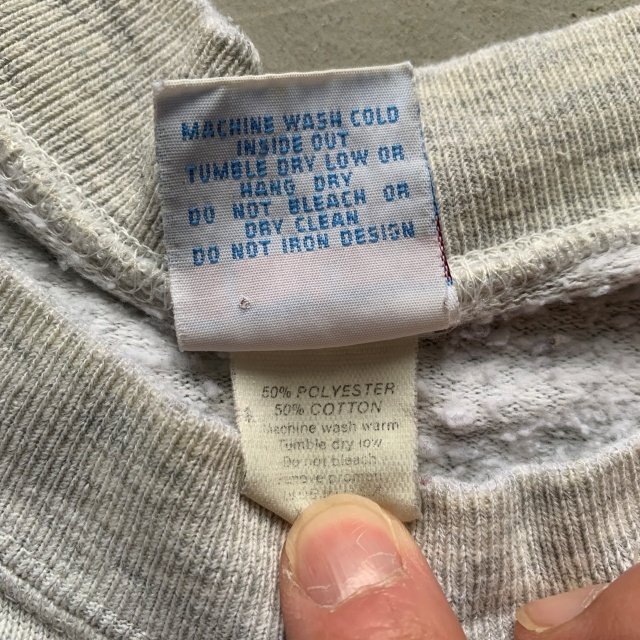 MACHINE WASH COLD
INSIDE OUT
TUMBLE DRY LOW OR
HANG DRY
DO NOT BLEACH OR
DRY CLEAN
DO NOT IRON DESIGN
50% POLYESTER
50% COTTON
Machine wash warm
Tumble dry low
Do not bleach
remove